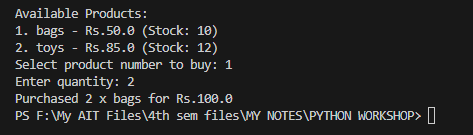 Available Products:
1. bags - Rs.50.0 (Stock: 10)
2. toys - Rs.85.0 (Stock: 12)
Select product number to buy: 1
Enter quantity: 2
Purchased 2 x bags for Rs.100.0
PS F:\My AIT Files\4th sem files\MY NOTES\PYTHON WORKSHOP>